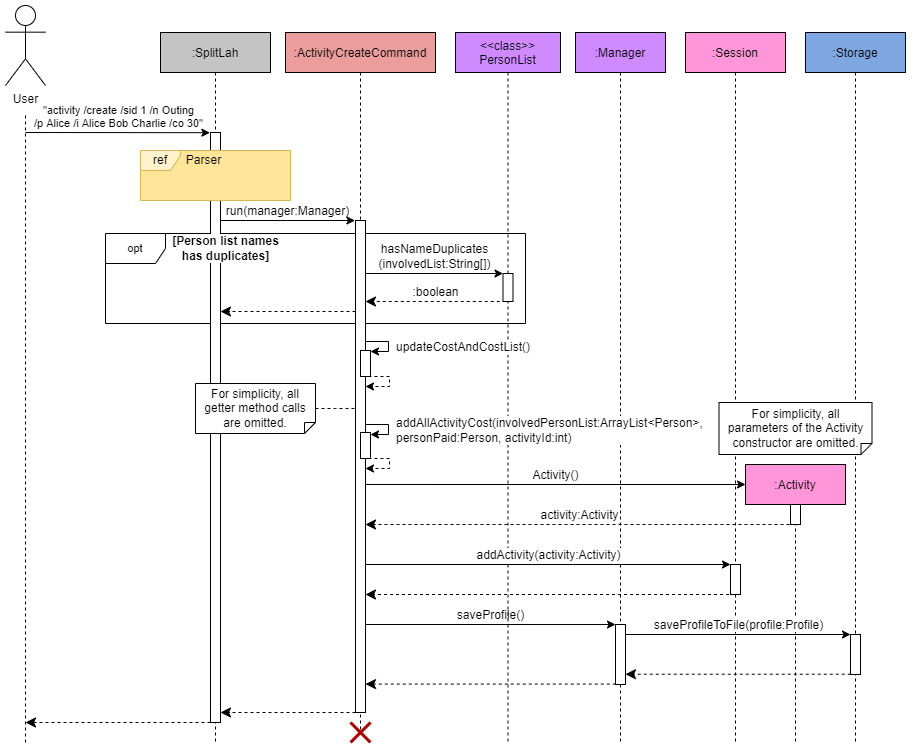 :SplitLah
:ActivityCreateCommand
<<class>>
PersonList
:Manager
:Session
:Storage
User
"activity /create /sid 1 /n Outing
/p Alice /i Alice Bob Charlie /co 30"
ref
Parser
run(manager:Manager)
opt
[Person list names
has duplicates]
hasNameDuplicates
(involvedList:String[])
:boolean
updateCostAndCostList()
For simplicity, all
getter method calls
are omitted.
addAllActivityCost(involvedPersonList:ArrayList<Person>,
personPaid:Person, activityId:int)
For simplicity, all
parameters of the Activity
constructor are omitted.
Activity()
:Activity
activity:Activity
addActivity(activity:Activity)
saveProfile()
saveProfileToFile(profile:Profile)